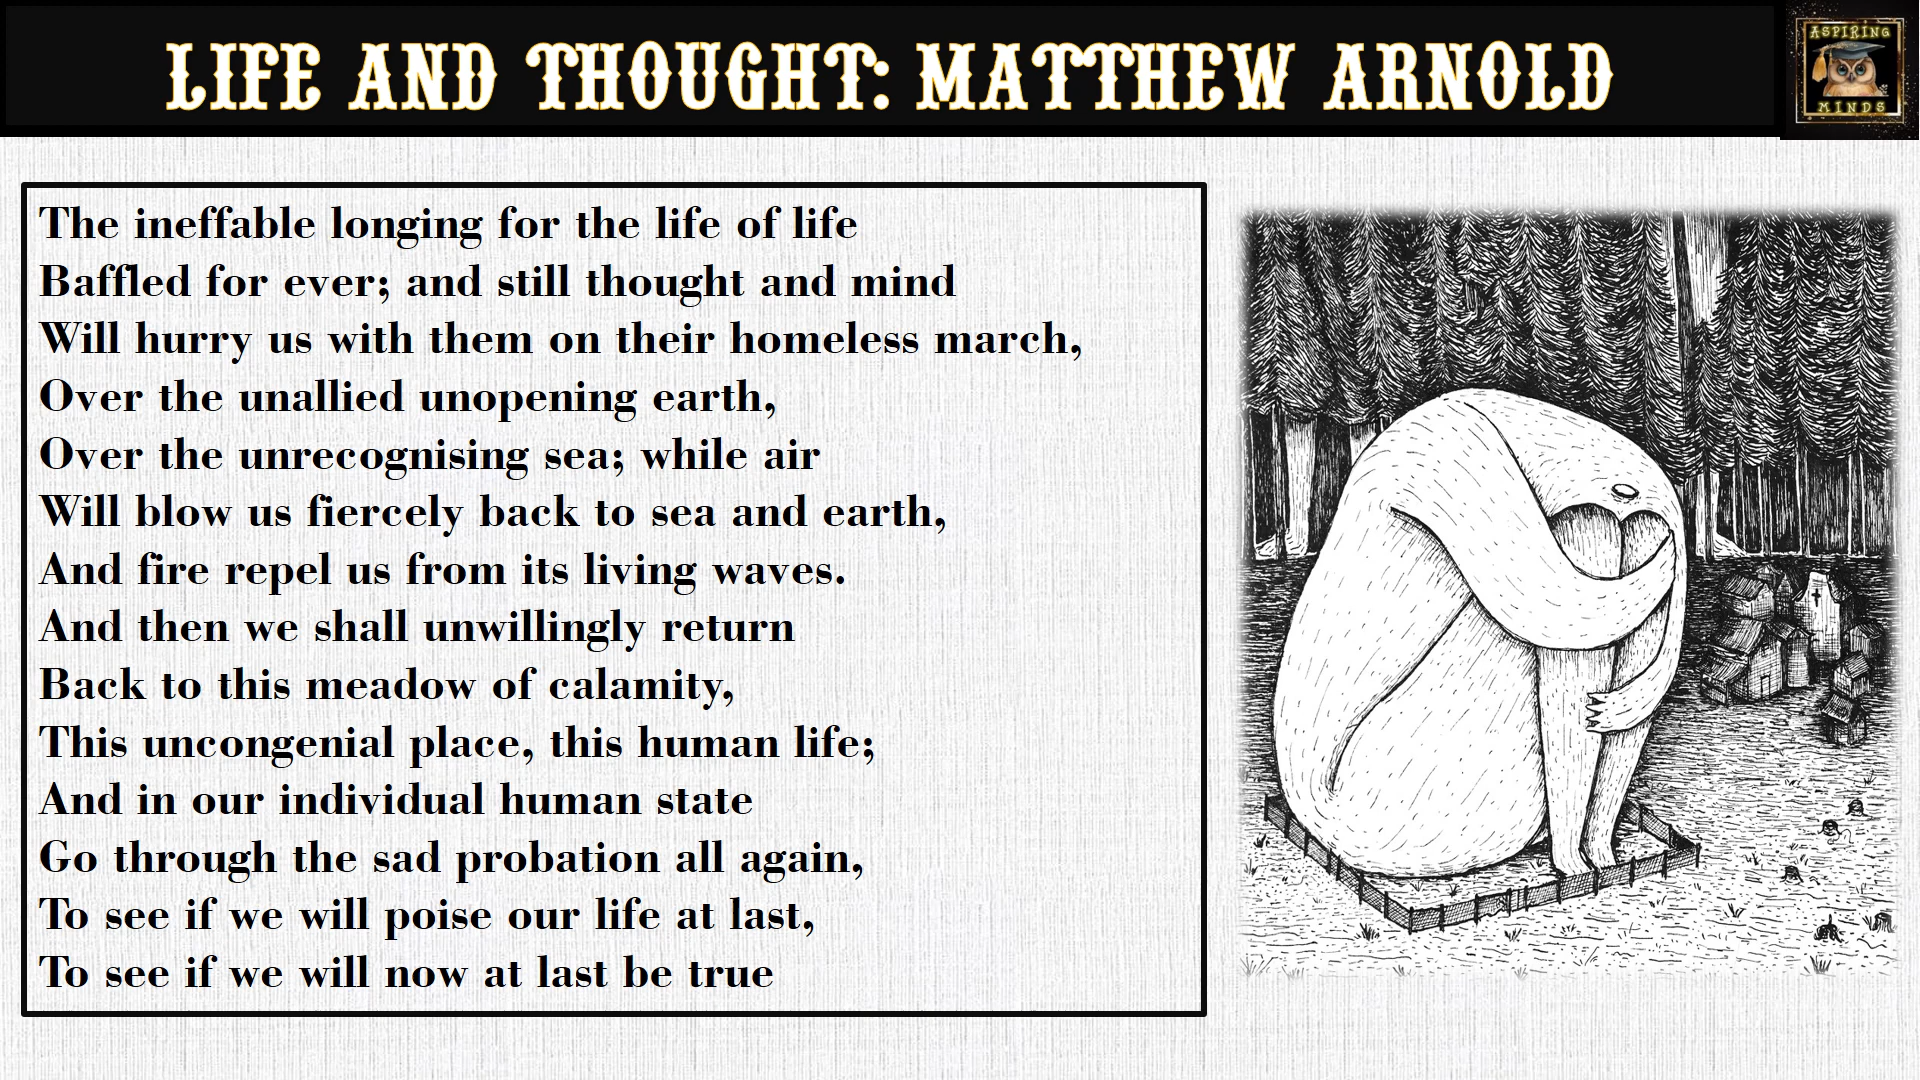 LIFE AND THOUGHT: MATTHEW ARNOLD
ASPIRING
MINDS
The ineffable longing for the life of life
Baffled for ever; and still thought and mind
Will hurry us with them on their homeless march,
Over the unallied unopening earth,
Over the unrecognising sea; while air
Will blow us fiercely back to sea and earth,
And fire repel us from its living waves.
And then we shall unwillingly return
Back to this meadow of calamity,
This uncongenial place, this human life;
And in our individual human state
Go through the sad probation all again,
To see if we will poise our life at last,
To see if we will now at last be true